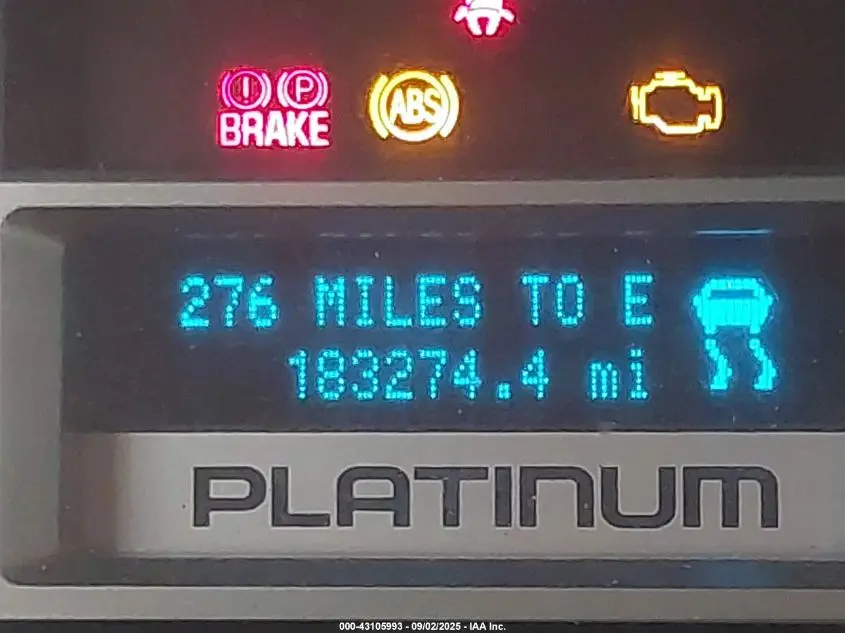 ! P
BRAKE
ABS
276 MILES TO E
183274.4 mi
PLATINUM
000-43105993 - 09/02/2025 - IAA Inc.